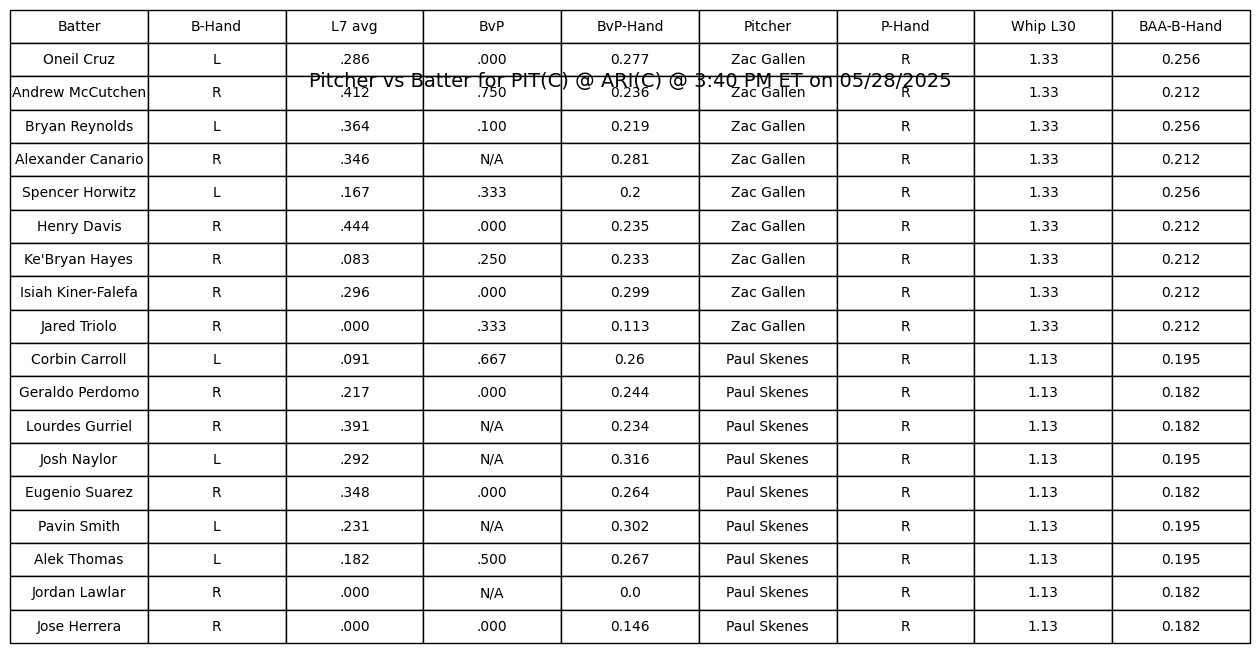 Batter B-Hand L7 avg BvP BvP-Hand Pitcher P-Hand Whip L30 BAA-B-Hand
Oneil Cruz L .286 .000 0.277 Zac Gallen R 1.33 0.256
Pitcher vs Batter for PIT(C) @ ARI(C) @ 3:40 PM ET on 05/28/2025
Andrew McCutchen R .412 .750 0.236 Zac Gallen R 1.33 0.212
Bryan Reynolds L .364 .100 0.219 Zac Gallen R 1.33 0.256
Alexander Canario R .346 N/A 0.281 Zac Gallen R 1.33 0.212
Spencer Horwitz L .167 .333 0.2 Zac Gallen R 1.33 0.256
Henry Davis R .444 .000 0.235 Zac Gallen R 1.33 0.212
Ke'Bryan Hayes R .083 .250 0.233 Zac Gallen R 1.33 0.212
Isiah Kiner-Falefa R .296 .000 0.299 Zac Gallen R 1.33 0.212
Jared Triolo R .000 .333 0.113 Zac Gallen R 1.33 0.212
Corbin Carroll L .091 .667 0.26 Paul Skenes R 1.13 0.195
Geraldo Perdomo R .217 .000 0.244 Paul Skenes R 1.13 0.182
Lourdes Gurriel R .391 N/A 0.234 Paul Skenes R 1.13 0.182
Josh Naylor L .292 N/A 0.316 Paul Skenes R 1.13 0.195
Eugenio Suarez R .348 .000 0.264 Paul Skenes R 1.13 0.182
Pavin Smith L .231 N/A 0.302 Paul Skenes R 1.13 0.195
Alek Thomas L .182 .500 0.267 Paul Skenes R 1.13 0.195
Jordan Lawlar R .000 N/A 0.0 Paul Skenes R 1.13 0.182
Jose Herrera R .000 .000 0.146 Paul Skenes R 1.13 0.182